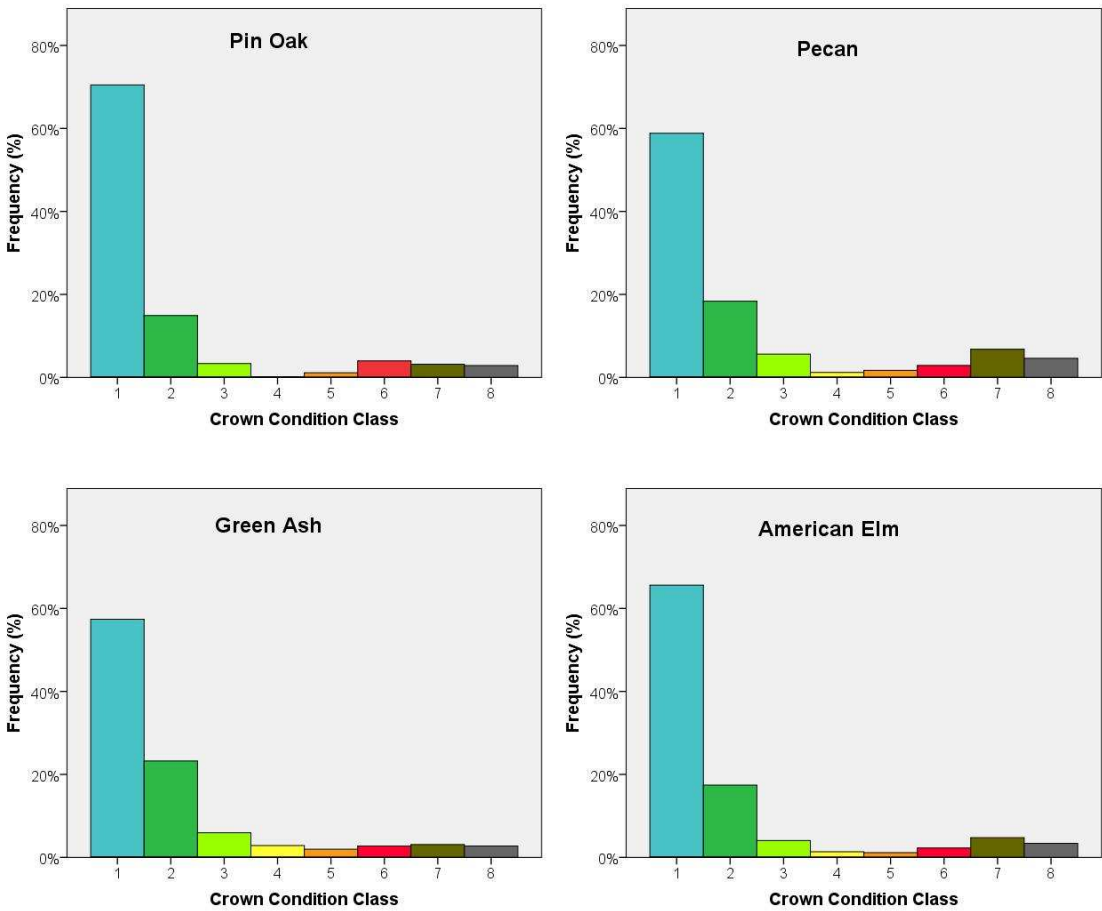 Pin Oak
80%
60%
40%
20%
0%
Frequency (%)
1 2 3 4 5 6 7 8
Crown Condition Class
Pecan
80%
60%
40%
20%
0%
Frequency (%)
1 2 3 4 5 6 7 8
Crown Condition Class
Green Ash
80%
60%
40%
20%
0%
Frequency (%)
1 2 3 4 5 6 7 8
Crown Condition Class
American Elm
80%
60%
40%
20%
0%
Frequency (%)
1 2 3 4 5 6 7 8
Crown Condition Class